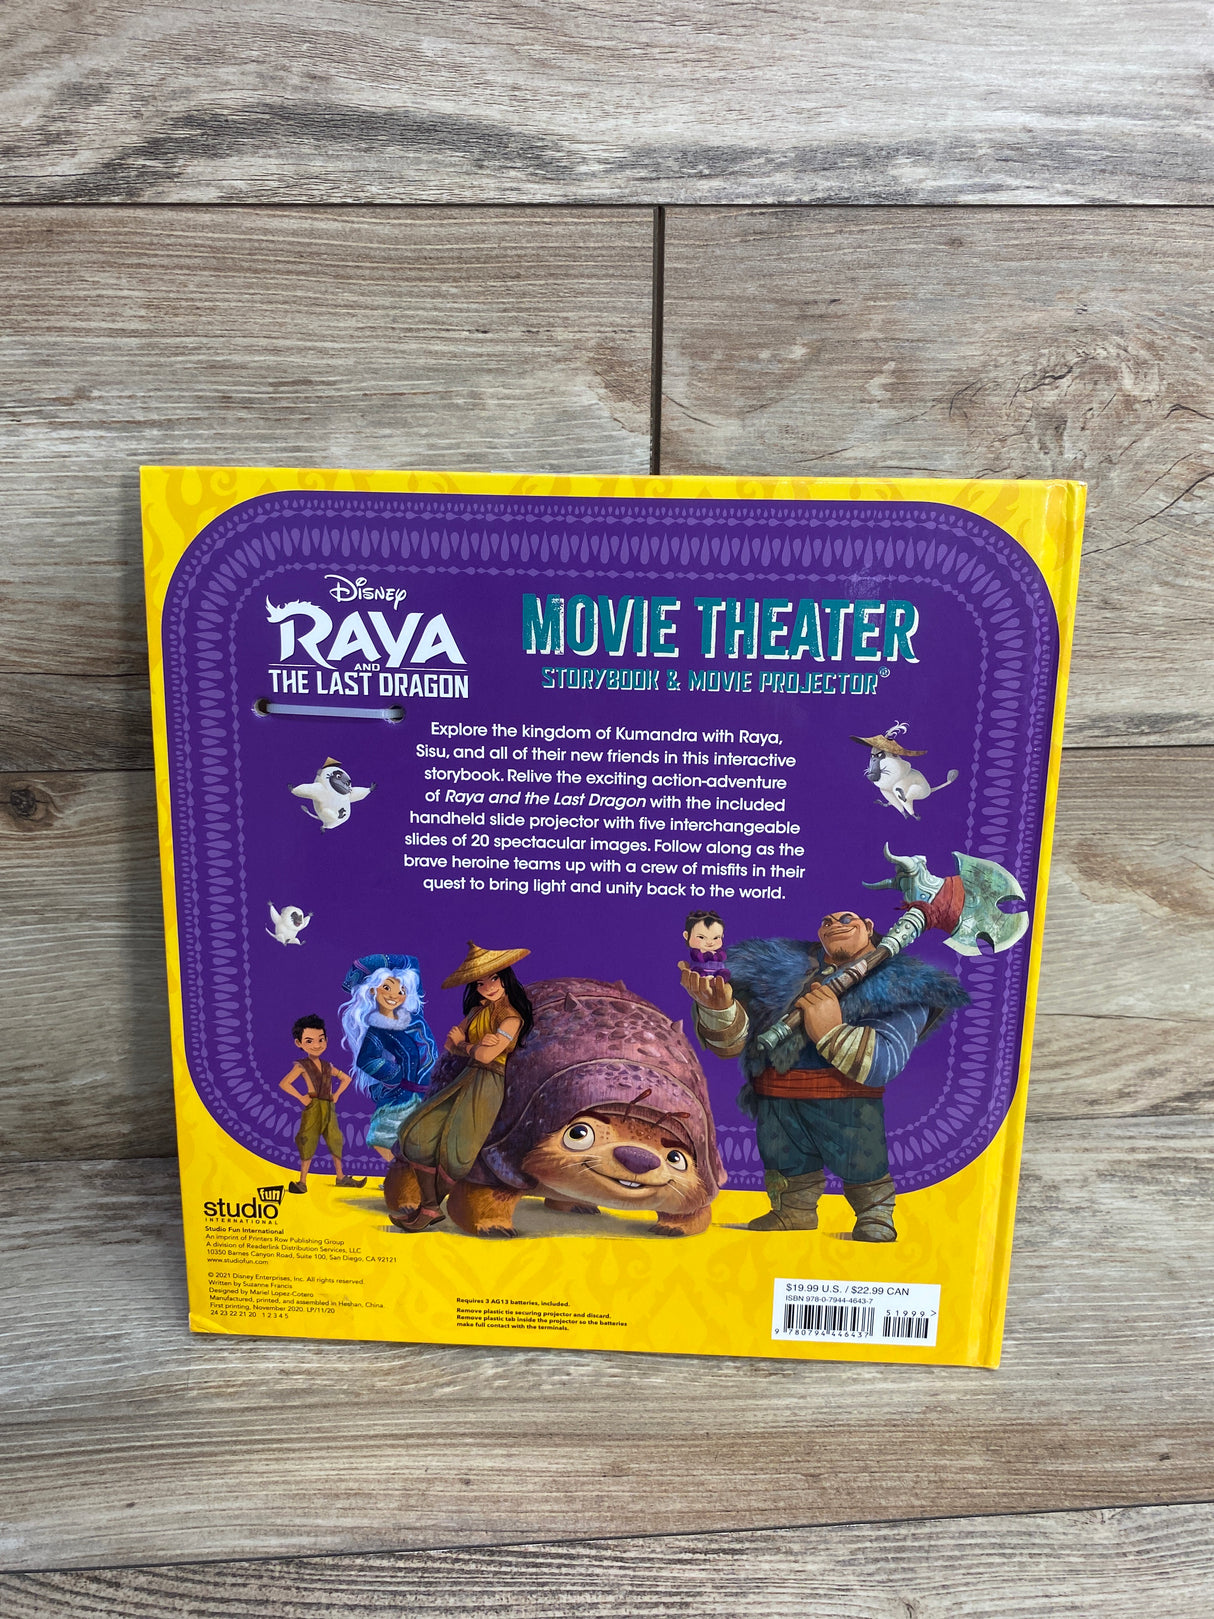 Disney
RAYA
AND
THE LAST DRAGON
MOVIE THEATER
STORYBOOK & MOVIE PROJECTOR®
Explore the kingdom of Kumandra with Raya,
Sisu, and all of their new friends in this interactive
storybook. Relive the exciting action-adventure
of Raya and the Last Dragon with the included
handheld slide projector with five interchangeable
slides of 20 spectacular images. Follow along as the
brave heroine teams up with a crew of misfits in their
quest to bring light and unity back to the world.
studio fun
INTERNATIONAL
Studio Fun International
An imprint of Printers Row Publishing Group
A division of Readerlink Distribution Services, LLC
10350 Barnes Canyon Road, Suite 100, San Diego, CA 92121
www.studiofun.com
© 2021 Disney Enterprises, Inc. All rights reserved.
Written by Suzanne Francis
Designed by Mariel Lopez-Cotero
Manufactured, printed, and assembled in Heshan, China.
First printing, November 2020. LP/11/20
24 23 22 21 20 1 2 3 4 5
Requires 3 AG13 batteries, included.
Remove plastic tie securing projector and discard.
Remove plastic tab inside the projector so the batteries
make full contact with the terminals.
$19.99 U.S. / $22.99 CAN
ISBN 978-0-7944-4643-7
51999>
9 780794 446437